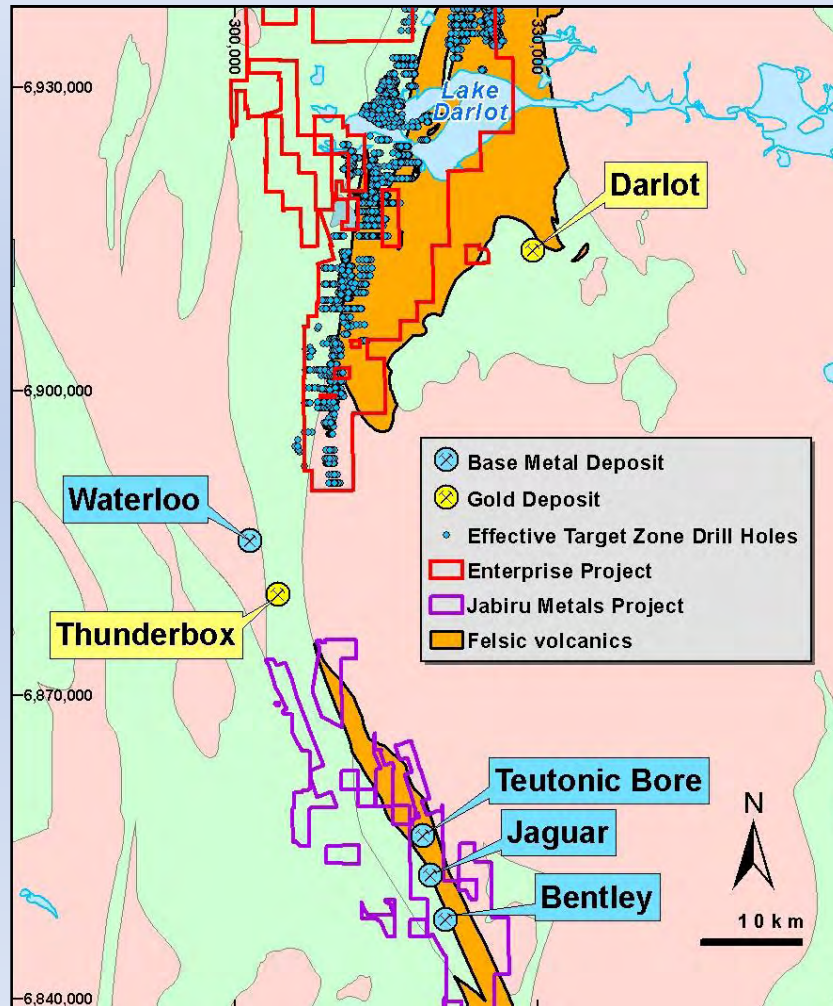 300,000
330,000
6,930,000
Lake
Darlot
Darlot
6,900,000
Base Metal Deposit
Gold Deposit
Effective Target Zone Drill Holes
Enterprise Project
Jabiru Metals Project
Felsic volcanics
Waterloo
Thunderbox
6,870,000
Teutonic Bore
Jaguar
Bentley
N
10 km
6,840,000